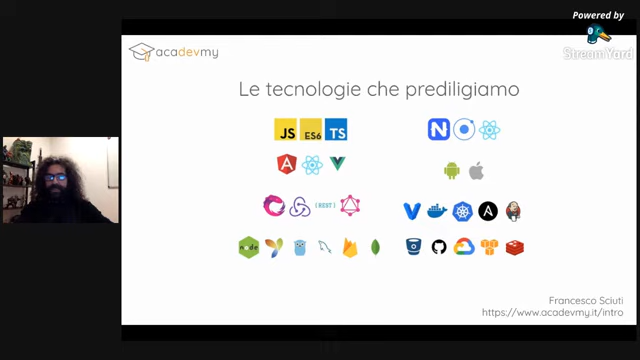 Powered by
StreamYard
acadevmy
Le tecnologie che prediligiamo
JS ES6 TS
N
{ REST }
V A
node
Francesco Sciuti
https://www.acadevmy.it/intro